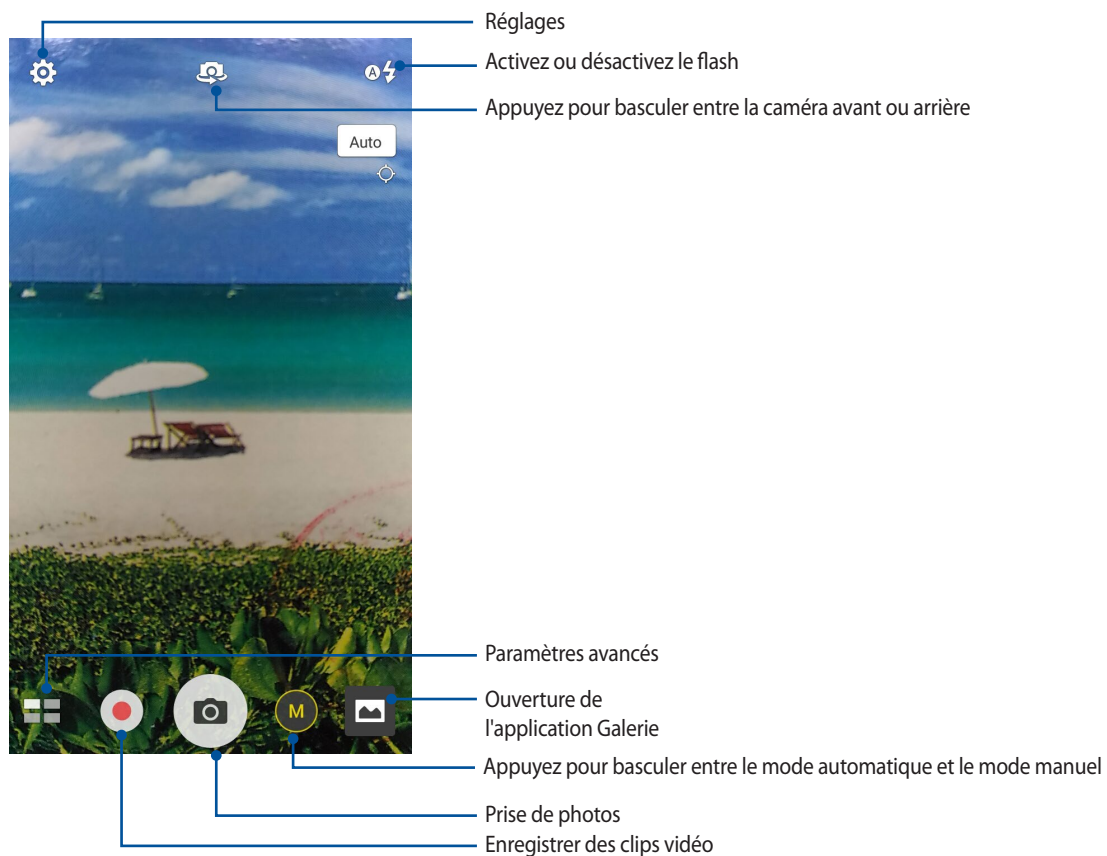 Réglages
Activez ou désactivez le flash
A
Appuyez pour basculer entre la caméra avant ou arrière
Auto
Paramètres avancés
Ouverture de
l'application Galerie
M
Appuyez pour basculer entre le mode automatique et le mode manuel
Prise de photos
Enregistrer des clips vidéo